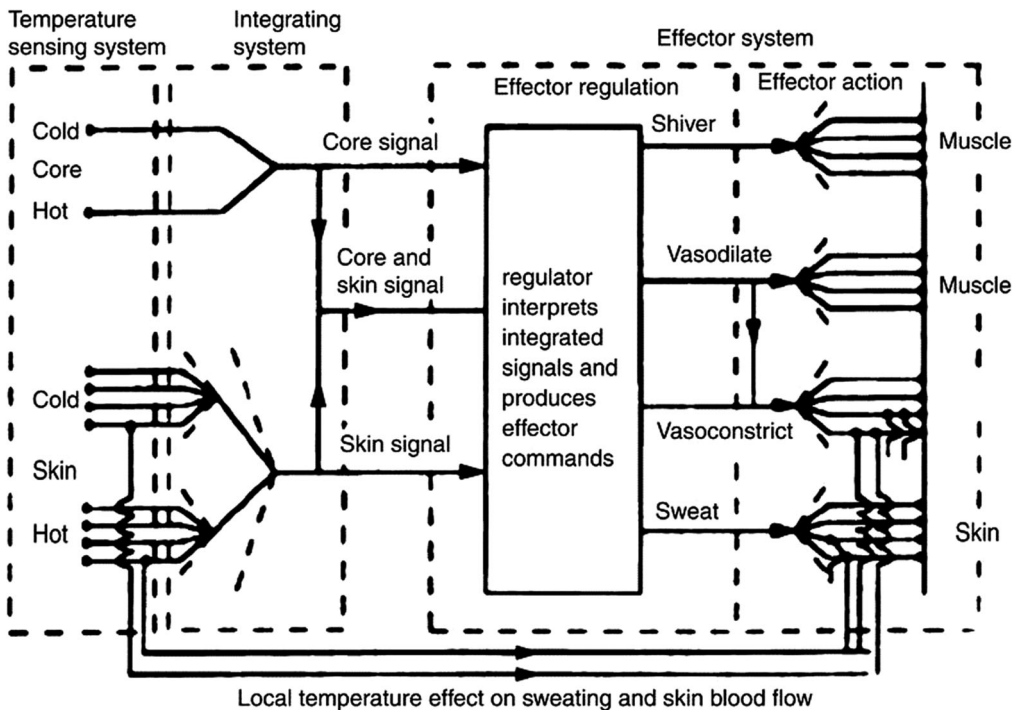 Temperature
sensing system
Integrating
system
Effector system
Effector regulation
Effector action
Cold
Core
Hot
Core signal
Core and
skin signal
Skin signal
Cold
Skin
Hot
regulator
interprets
integrated
signals and
produces
effector
commands
Shiver
Vasodilate
Vasoconstrict
Sweat
Muscle
Muscle
Skin
Local temperature effect on sweating and skin blood flow